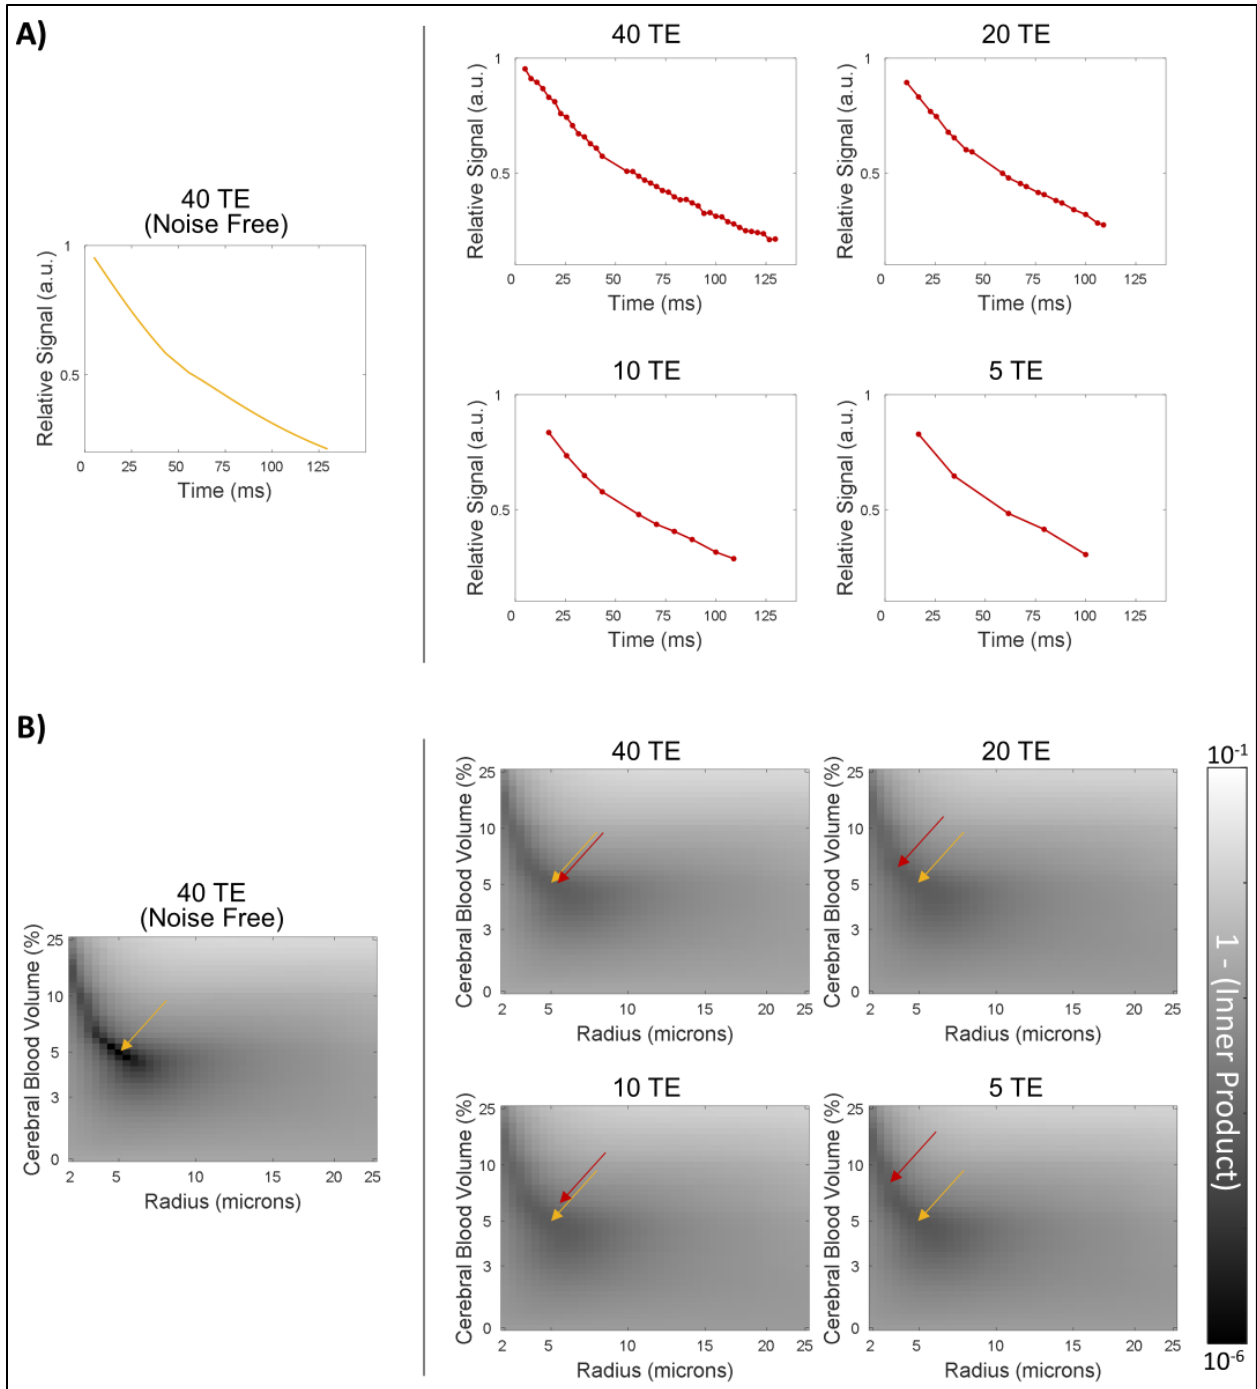 A)
40 TE
(Noise Free)
Relative Signal (a.u.)
1
0.5
0 25 50 75 100 125
Time (ms)
40 TE
Relative Signal (a.u.)
1
0.5
0 25 50 75 100 125
Time (ms)
20 TE
Relative Signal (a.u.)
1
0.5
0 25 50 75 100 125
Time (ms)
10 TE
Relative Signal (a.u.)
1
0.5
0 25 50 75 100 125
Time (ms)
5 TE
Relative Signal (a.u.)
1
0.5
0 25 50 75 100 125
Time (ms)
B)
40 TE
(Noise Free)
Cerebral Blood Volume (%)
25
10
5
3
0
2 5 10 15 20 25
Radius (microns)
40 TE
Cerebral Blood Volume (%)
25
10
5
3
0
2 5 10 15 20 25
Radius (microns)
20 TE
Cerebral Blood Volume (%)
25
10
5
3
0
2 5 10 15 20 25
Radius (microns)
10 TE
Cerebral Blood Volume (%)
25
10
5
3
0
2 5 10 15 20 25
Radius (microns)
5 TE
Cerebral Blood Volume (%)
25
10
5
3
0
2 5 10 15 20 25
Radius (microns)
10⁻¹
1 - (Inner Product)
10⁻⁶